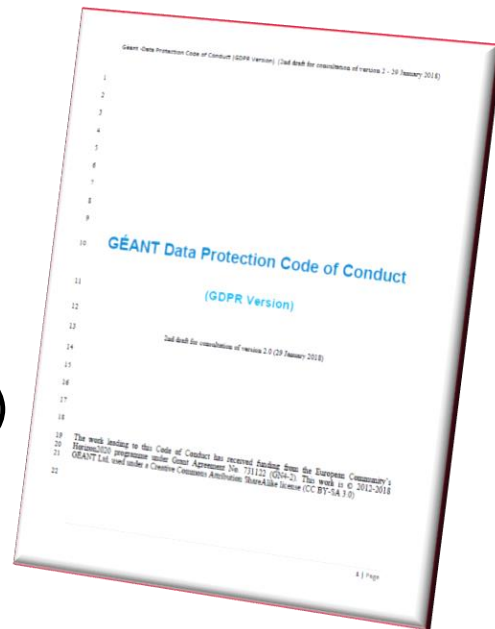 Géant -Data Protection Code of Conduct (GDPR Version) (2nd draft for consultation of version 2 - 29 January 2018)
1
2
3
4
5
6
7
8
9
10 GÉANT Data Protection Code of Conduct
11
12 (GDPR Version)
13
14 2nd draft for consultation of version 2.0 (29 January 2018)
15
16
17
18
19 The work leading to this Code of Conduct has received funding from the European Community's
20 Horizon2020 programme under Grant Agreement No. 731122 (GN4-2). This work is © 2012-2018
21 GÉANT Ltd, used under a Creative Commons Attribution ShareAlike license (CC BY-SA 3.0)
22
1 | Page
)